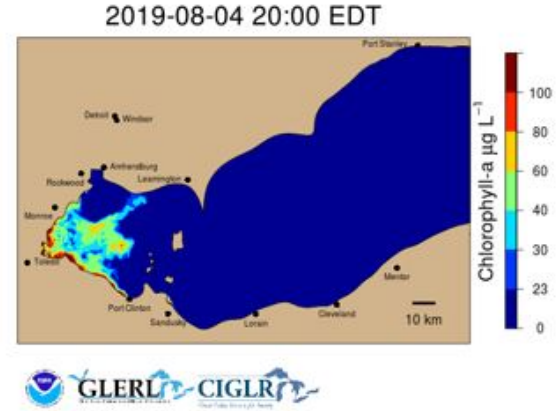 2019-08-04 20:00 EDT
Port Stanley
Detroit
Windsor
Amherstburg
Rockwood
Leamington
Monroe
Toledo
Port Clinton
Sandusky
Lorain
Cleveland
Mentor
10 km
Chlorophyll-a µg L⁻¹
100
80
60
40
30
23
0
GLERL
CIGLR